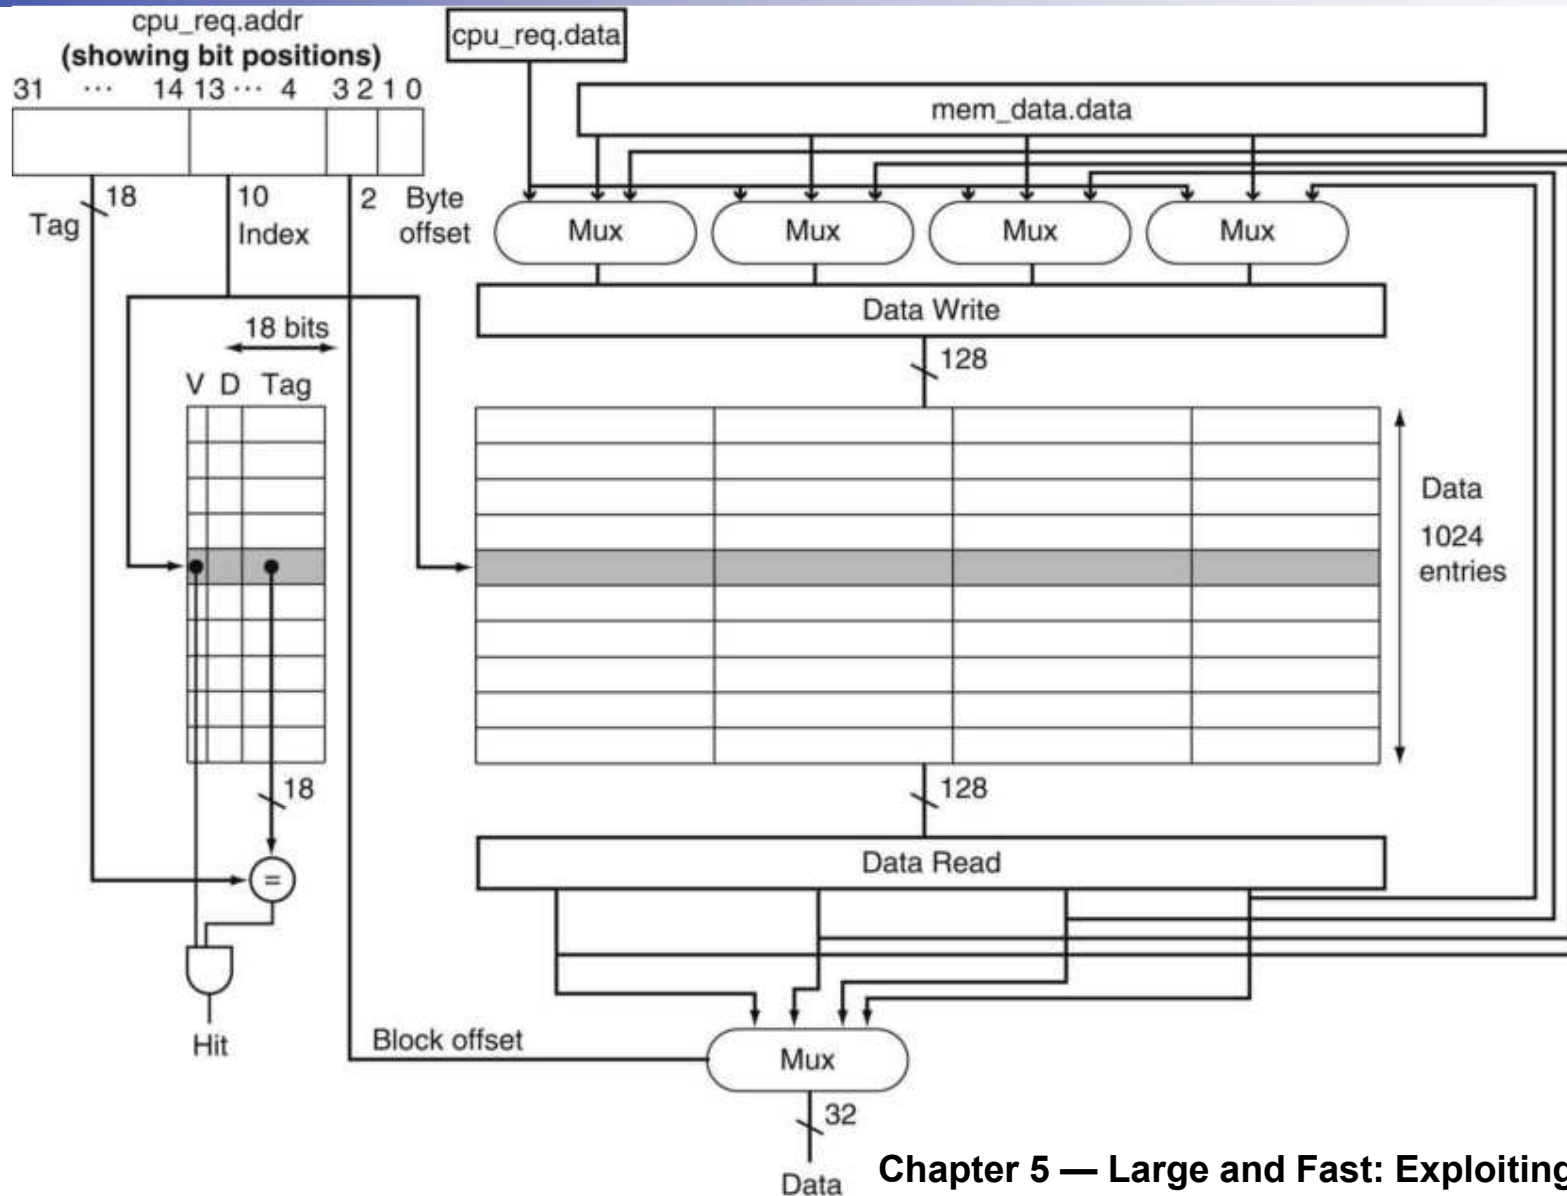 cpu_req.addr
(showing bit positions)
31 ··· 14 13 ··· 4 3 2 1 0
cpu_req.data
mem_data.data
18
Tag
10
Index
2
Byte
offset
Mux
Mux
Mux
Mux
Data Write
128
18 bits
V D Tag
Data
1024
entries
18
128
=
Data Read
Hit
Block offset
Mux
32
Data
Chapter 5 — Large and Fast: Exploiting